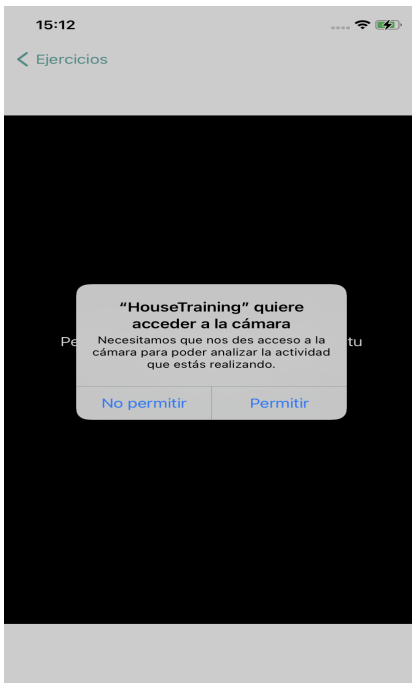 15:12
Ejercicios
“HouseTraining” quiere
acceder a la cámara
Necesitamos que nos des acceso a la
cámara para poder analizar la actividad
que estás realizando.
tu
No permitir
Permitir